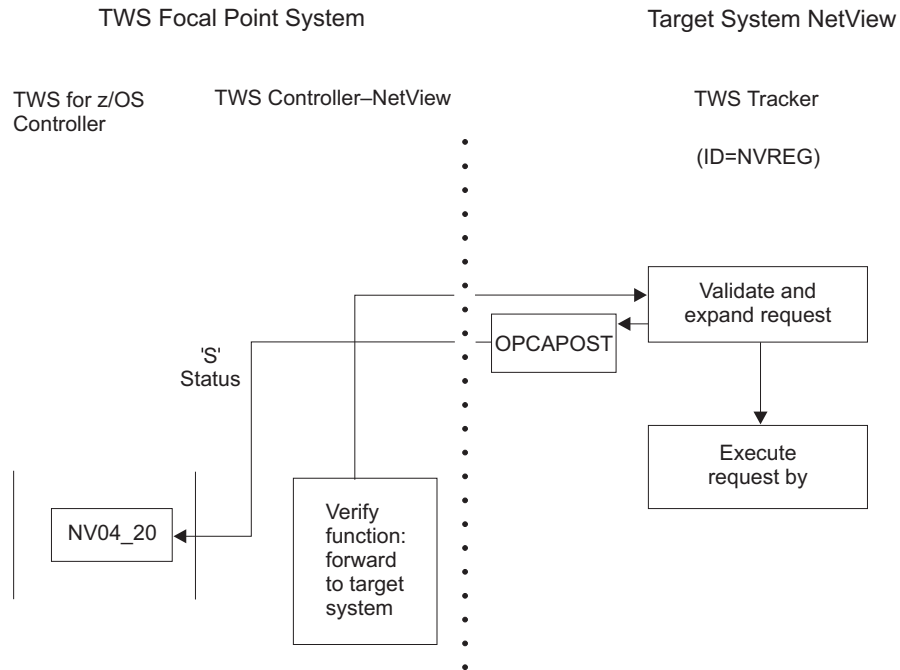 TWS Focal Point System
Target System NetView
TWS for z/OS
Controller
TWS Controller–NetView
TWS Tracker
(ID=NVREG)
Validate and
expand request
OPCAPOST
'S'
Status
Execute
request by
NV04_20
Verify
function:
forward
to target
system